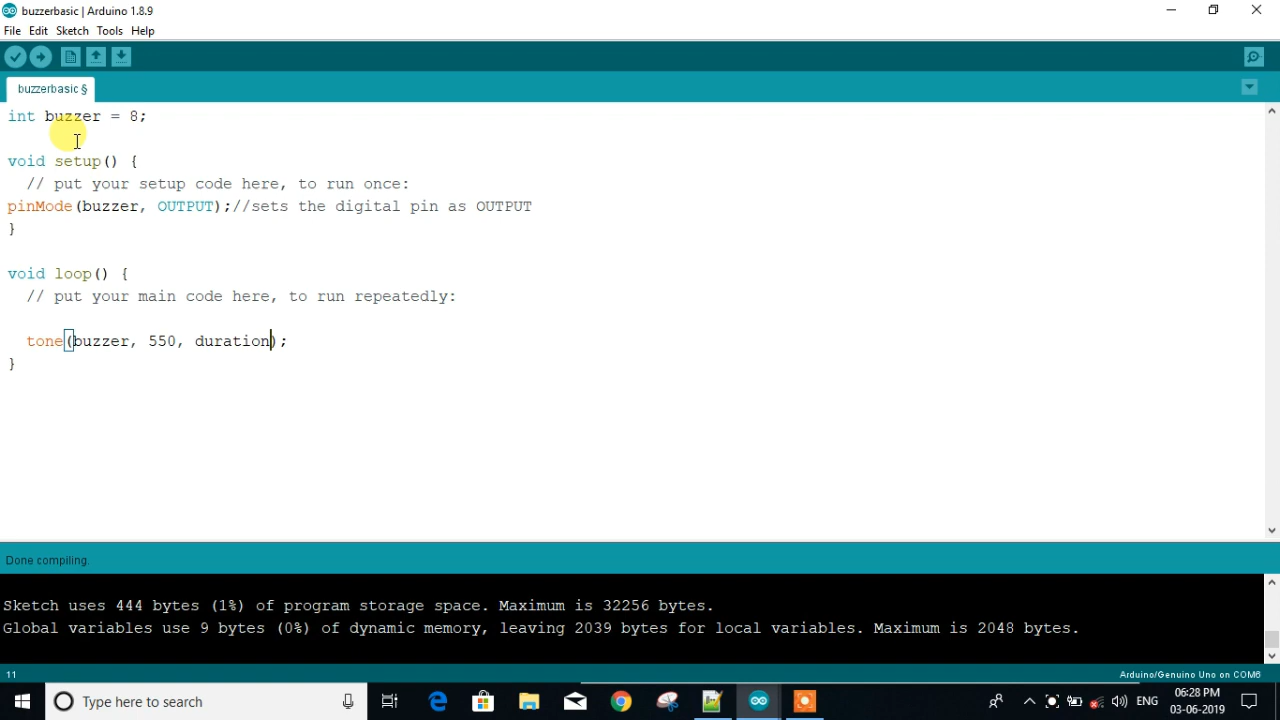 buzzerbasic | Arduino 1.8.9
File Edit Sketch Tools Help
buzzerbasic §
int buzzer = 8;
void setup() {
// put your setup code here, to run once:
pinMode(buzzer, OUTPUT);//sets the digital pin as OUTPUT
}
void loop() {
// put your main code here, to run repeatedly:
tone(buzzer, 550, duration);
}
Done compiling.
Sketch uses 444 bytes (1%) of program storage space. Maximum is 32256 bytes.
Global variables use 9 bytes (0%) of dynamic memory, leaving 2039 bytes for local variables. Maximum is 2048 bytes.
11 Arduino/Genuino Uno on COM6
Type here to search
ENG
06:28 PM
03-06-2019